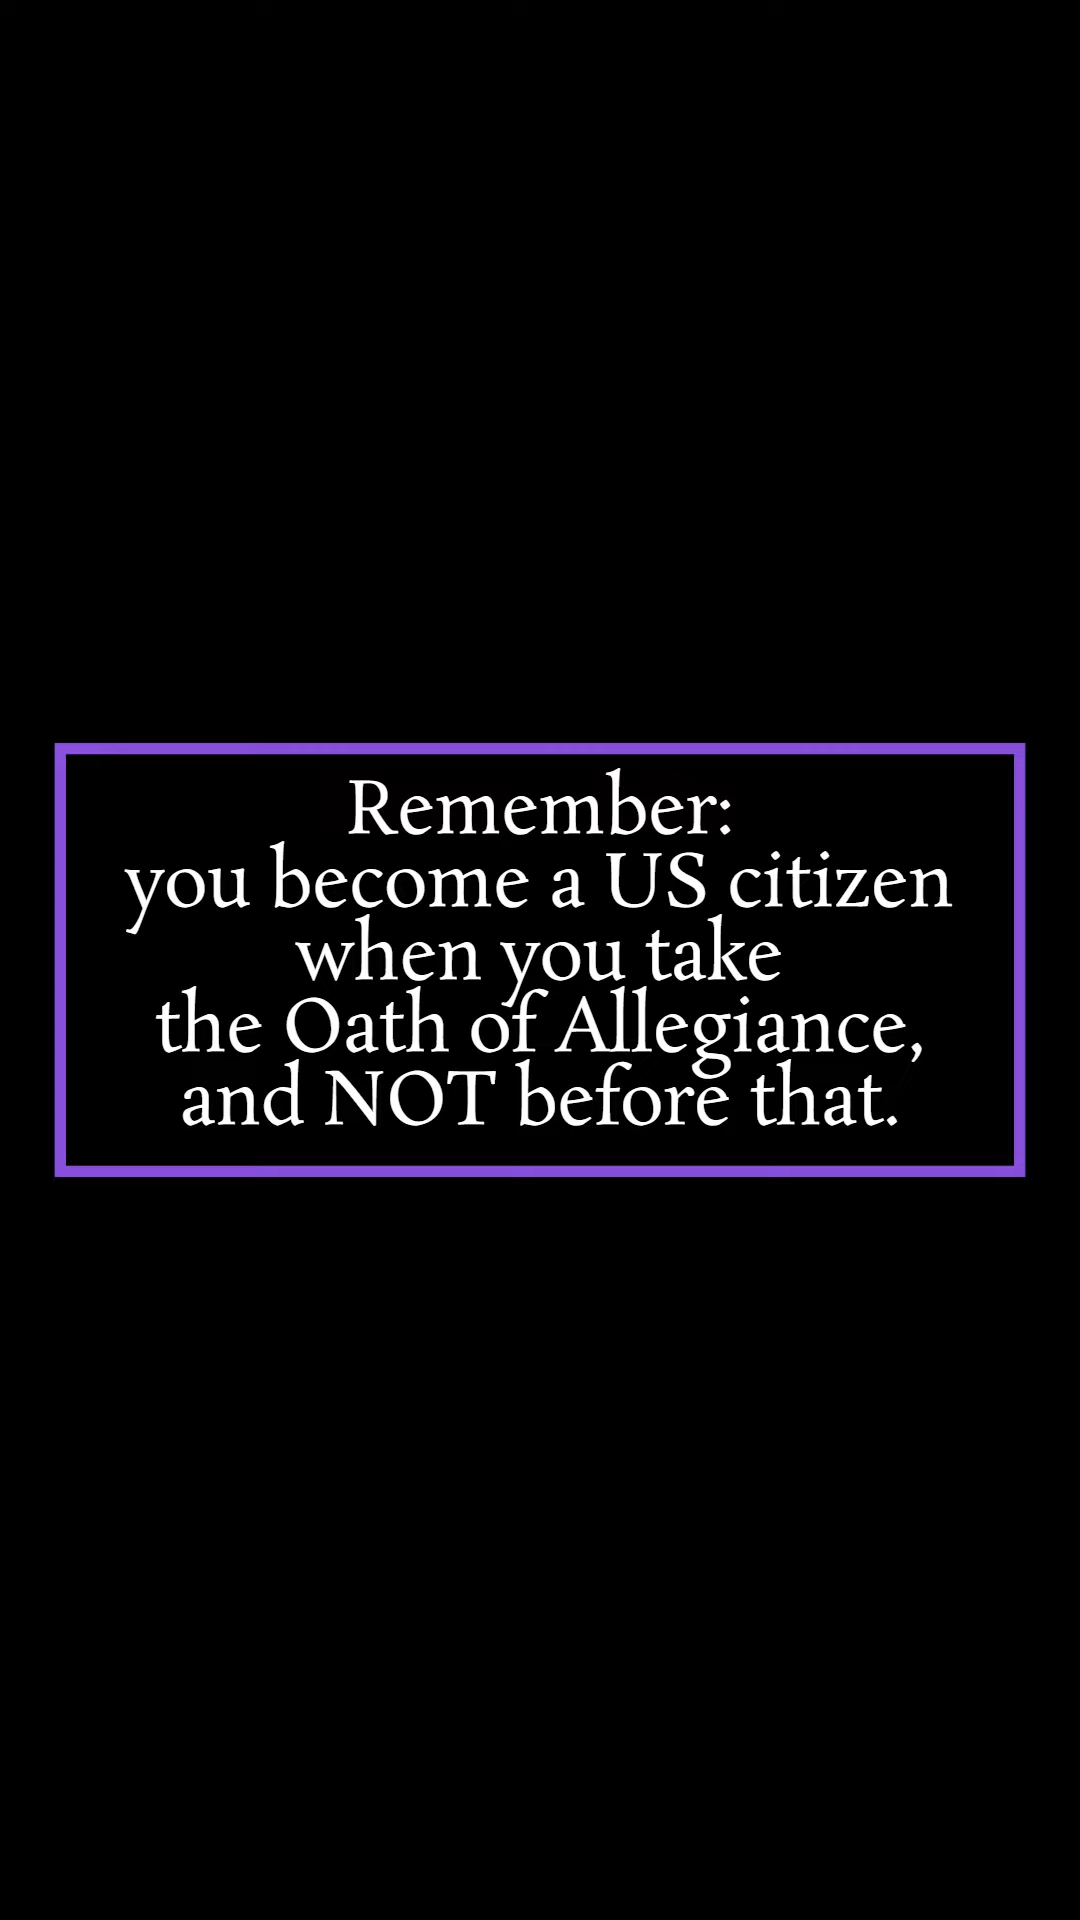 Remember:
you become a US citizen
when you take
the Oath of Allegiance,
and NOT before that.